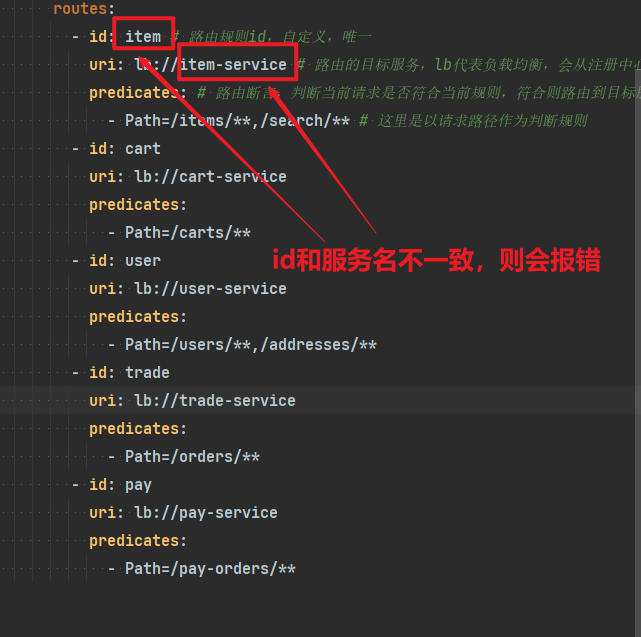 routes:
- id: item # 路由规则id，自定义，唯一
uri: lb://item-service # 路由的目标服务，lb代表负载均衡，会从注册中心
predicates: # 路由断言，判断当前请求是否符合当前规则，符合则路由到目标
- Path=/items/**,/search/** # 这里是以请求路径作为判断规则
- id: cart
uri: lb://cart-service
predicates:
- Path=/carts/**
id和服务名不一致，则会报错
- id: user
uri: lb://user-service
predicates:
- Path=/users/**,/addresses/**
- id: trade
uri: lb://trade-service
predicates:
- Path=/orders/**
- id: pay
uri: lb://pay-service
predicates:
- Path=/pay-orders/**